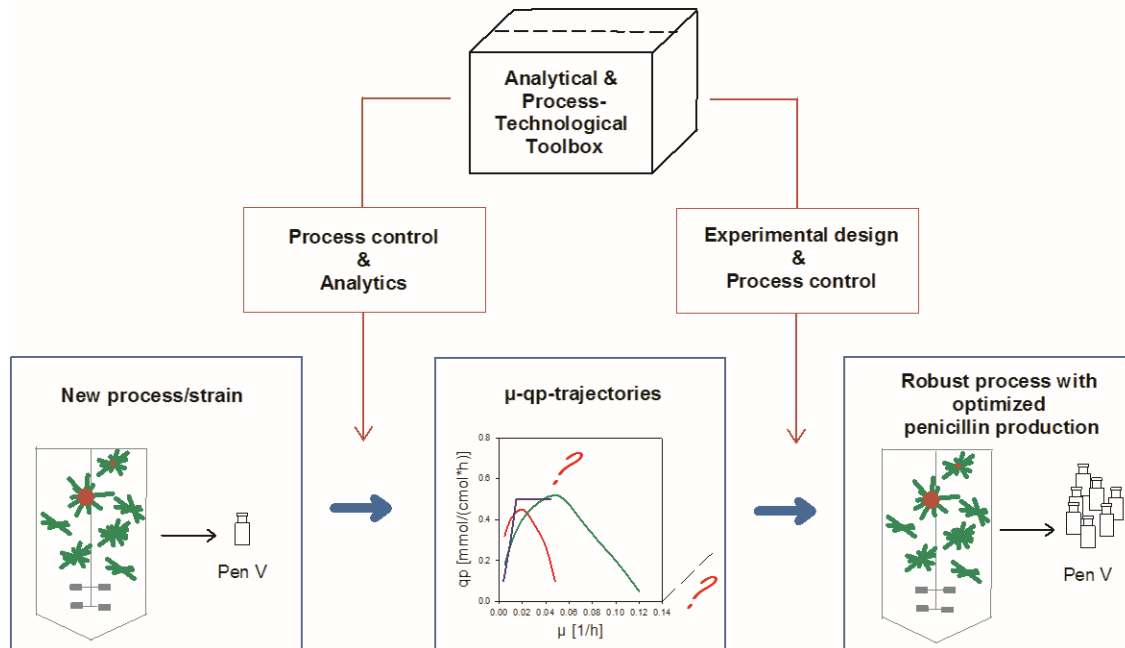 Analytical &
Process-
Technological
Toolbox
Process control
&
Analytics
Experimental design
&
Process control
New process/strain
Pen V
μ-qp-trajectories
?
qp [mmol/(cmol*h)]
0.8
0.6
0.4
0.2
0.0
0.00 0.02 0.04 0.06 0.08 0.10 0.12 0.14
μ [1/h]
?
Robust process with
optimized
penicillin production
Pen V